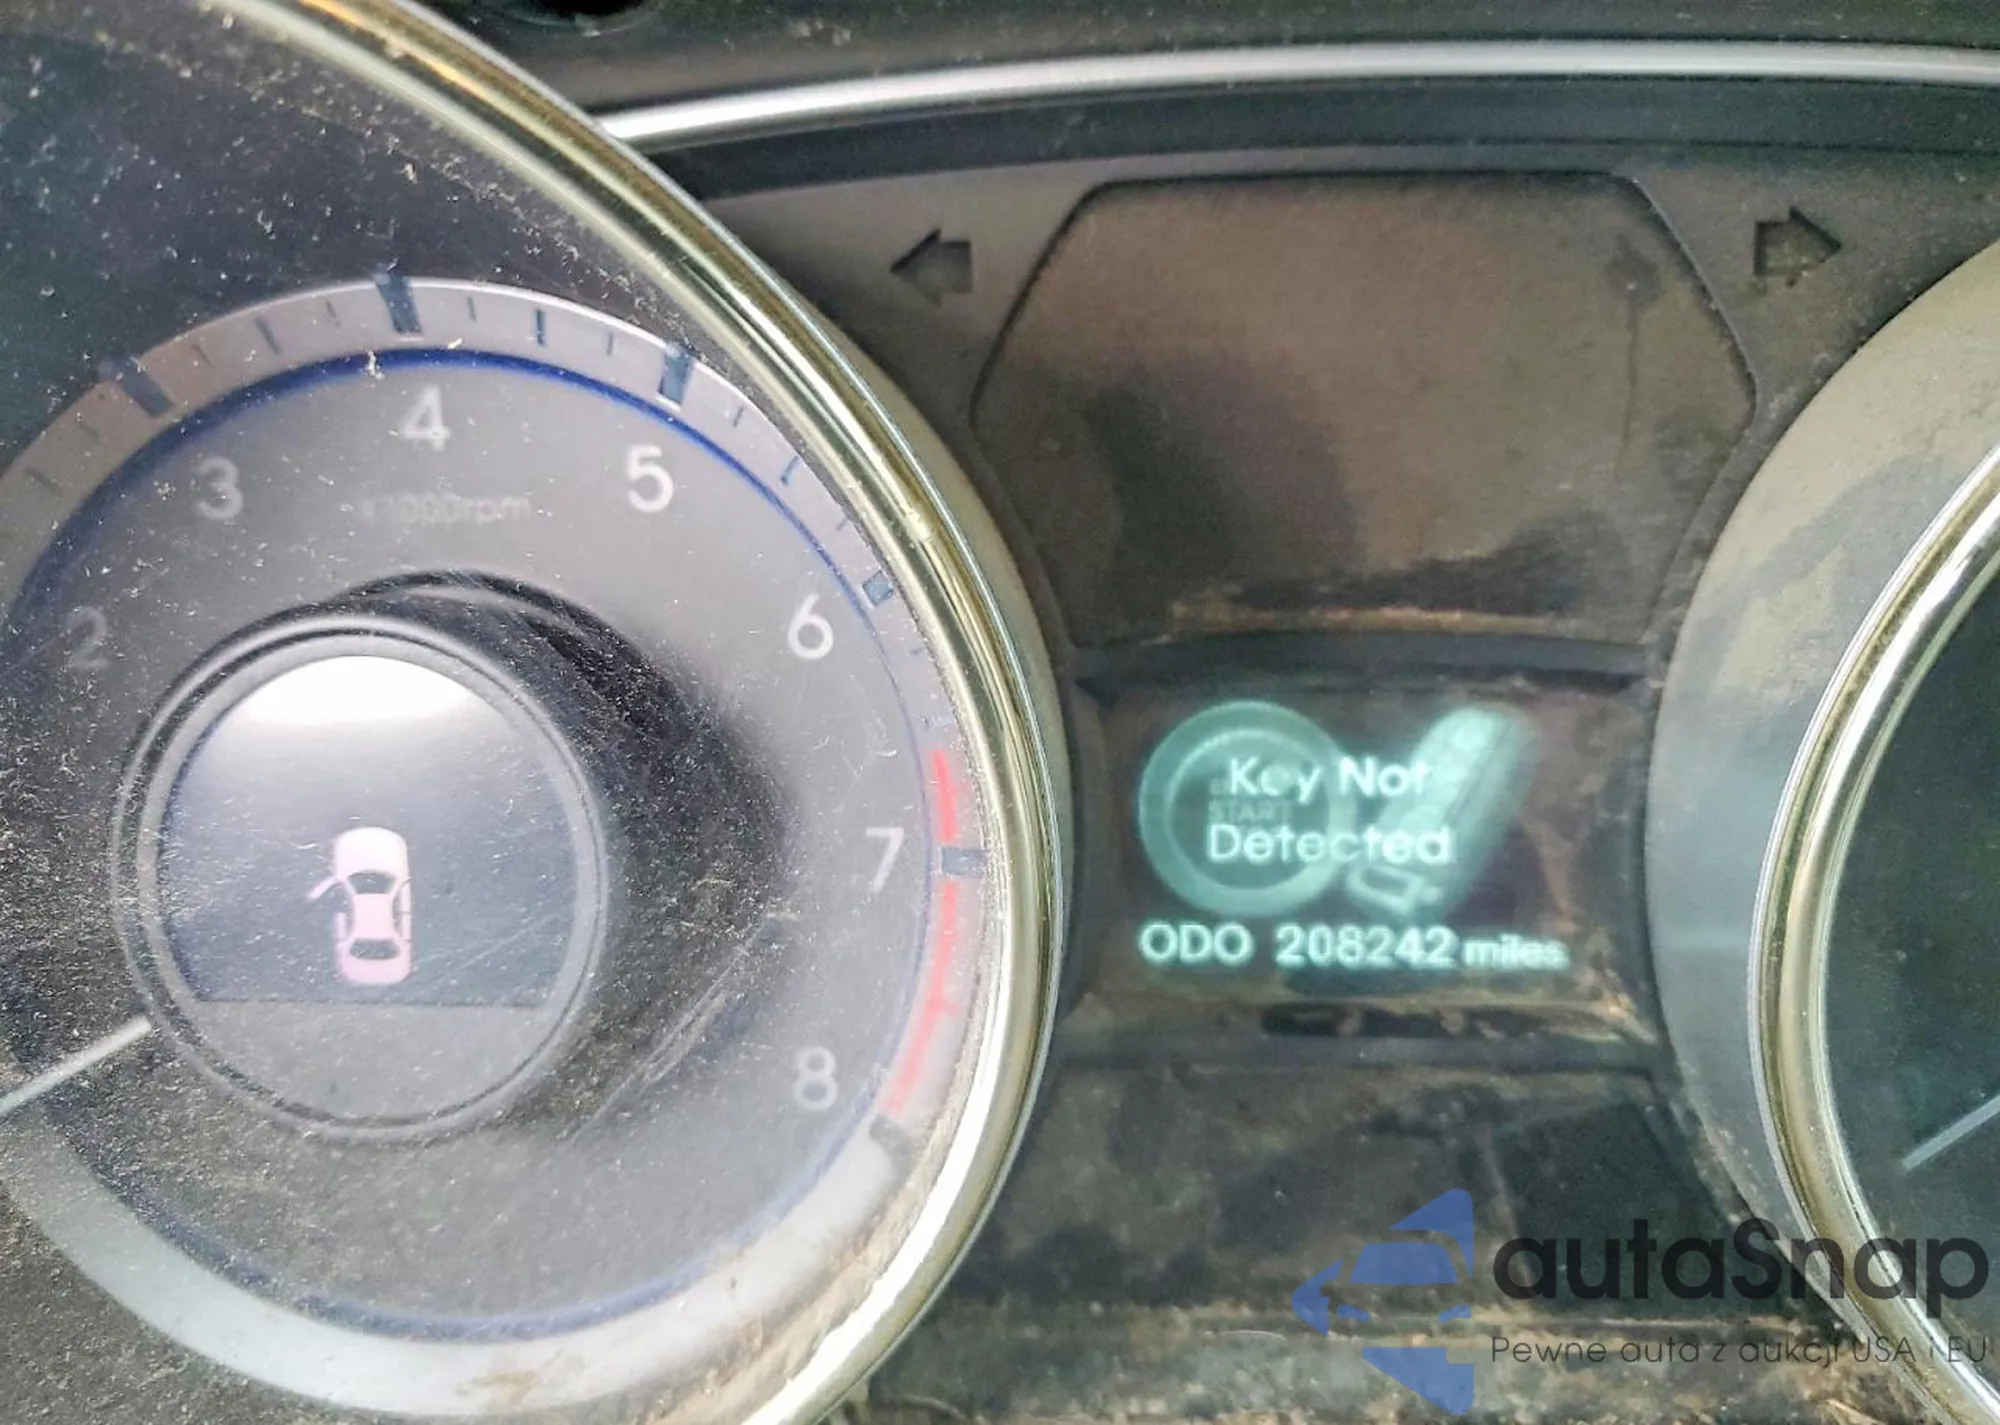 4
3
5
x1000rpm
2
6
7
8
Key Not
START
Detected
ODO 208242 miles
autaSnap
Pewne auta z aukcji USA i EU